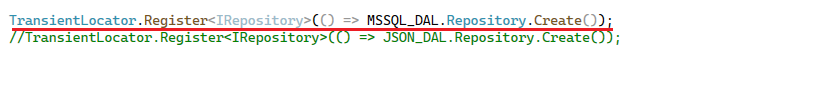 TransientLocator.Register<IRepository>(() => MSSQL_DAL.Repository.Create());
//TransientLocator.Register<IRepository>(() => JSON_DAL.Repository.Create());